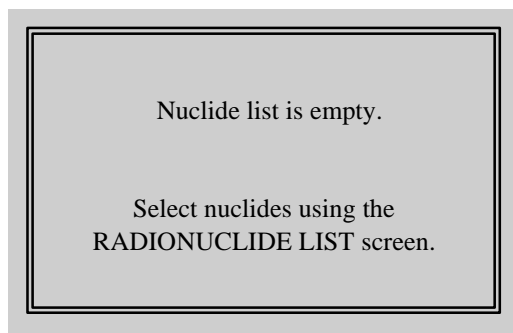 Nuclide list is empty.
Select nuclides using the
RADIONUCLIDE LIST screen.